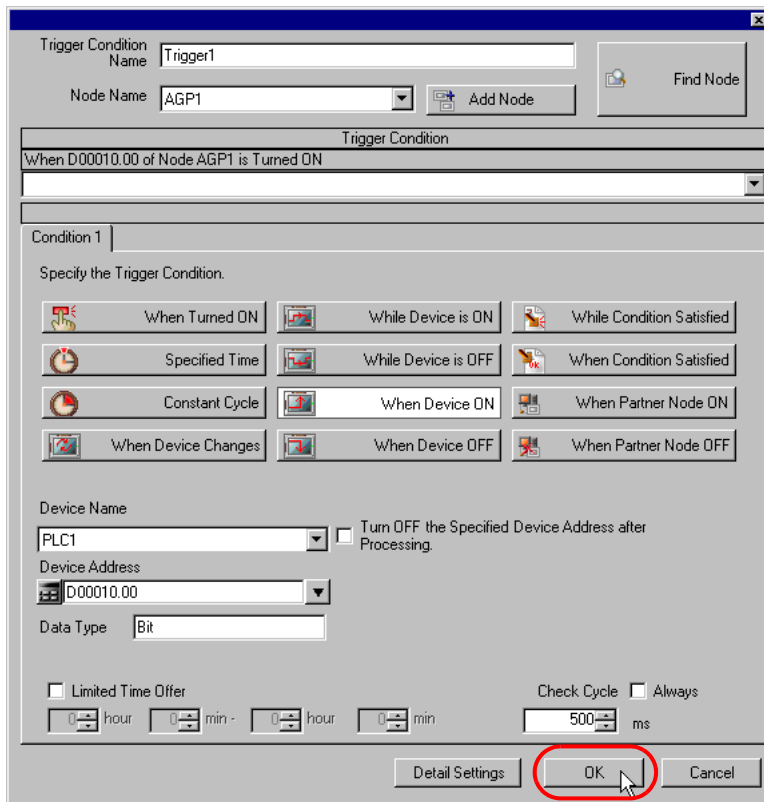 Trigger Condition Name Trigger1
Find Node
Node Name AGP1 Add Node
Trigger Condition
When D00010.00 of Node AGP1 is Turned ON
Condition 1
Specify the Trigger Condition.
When Turned ON While Device is ON While Condition Satisfied
Specified Time While Device is OFF When Condition Satisfied
Constant Cycle When Device ON When Partner Node ON
When Device Changes When Device OFF When Partner Node OFF
Device Name
PLC1 Turn OFF the Specified Device Address after Processing.
Device Address
D00010.00
Data Type Bit
Limited Time Offer Check Cycle Always
0 hour 0 min - 0 hour 0 min 500 ms
Detail Settings OK Cancel